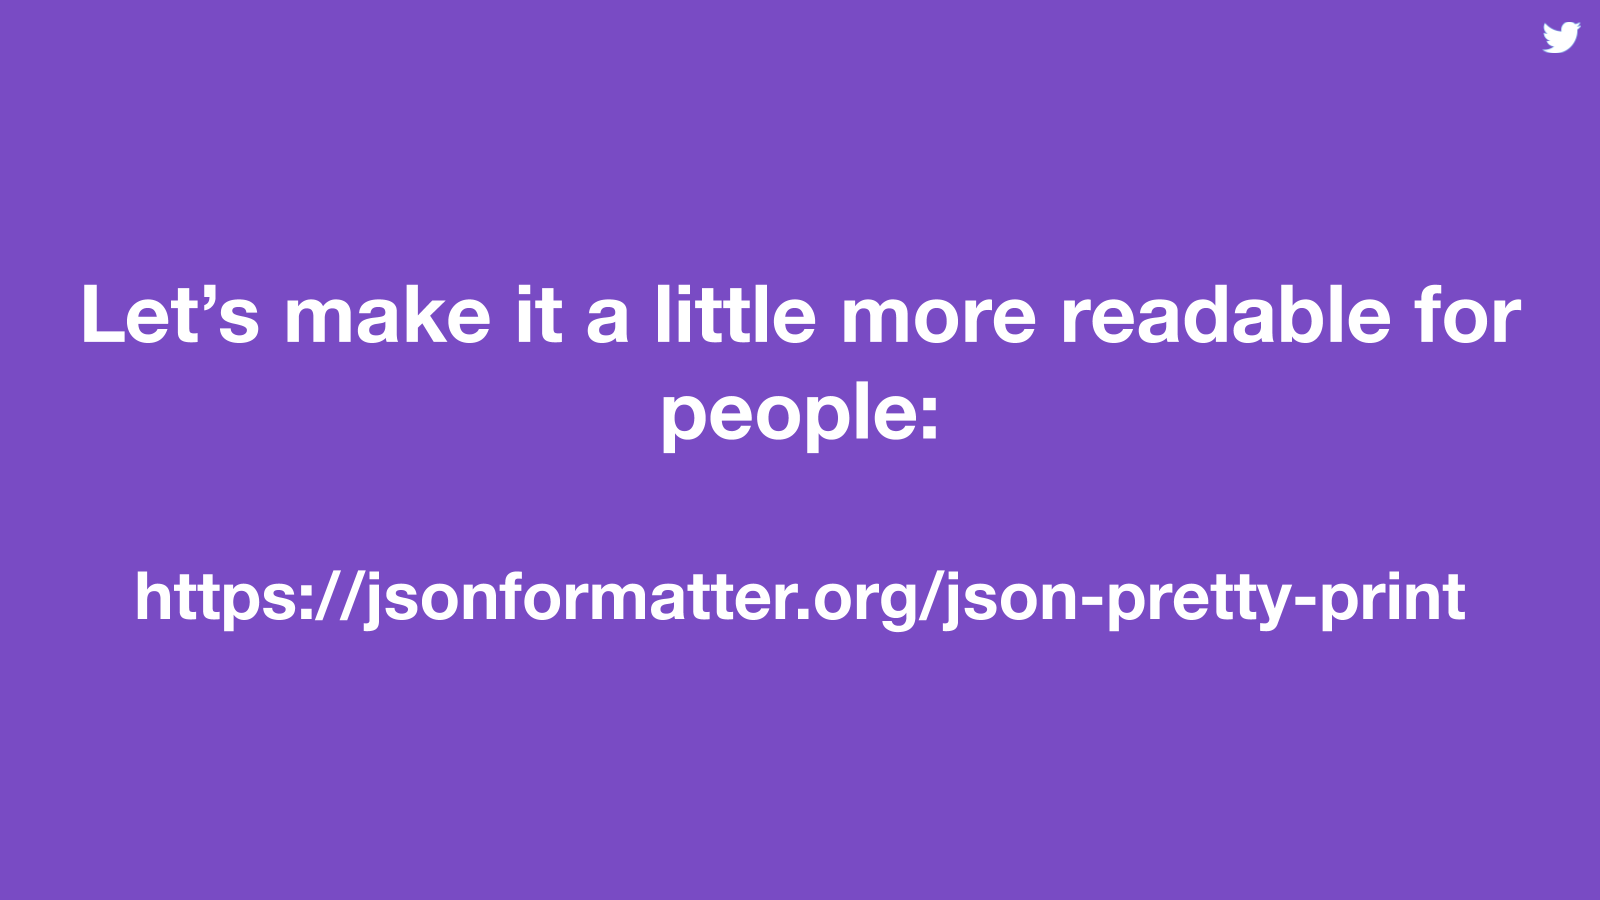 Let’s make it a little more readable for
people:
https://jsonformatter.org/json-pretty-print